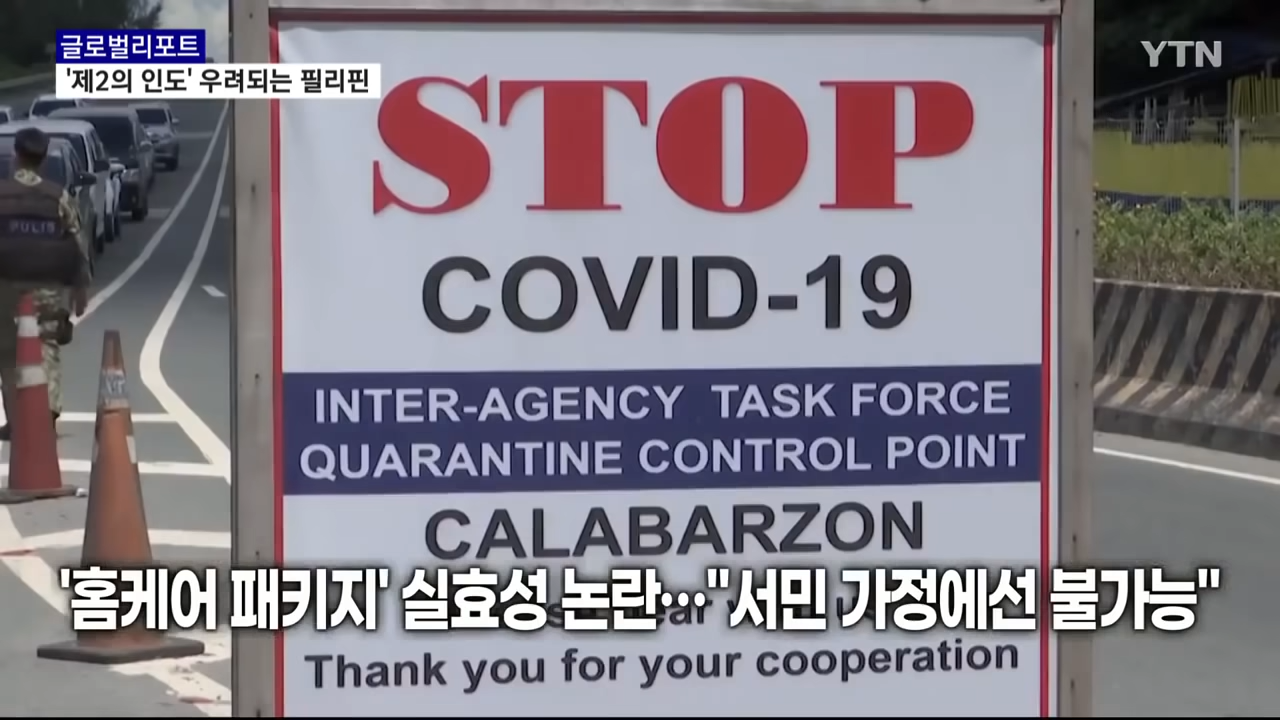 글로벌리포트
'제2의 인도' 우려되는 필리핀
YTN
PULIS
STOP
COVID-19
INTER-AGENCY TASK FORCE
QUARANTINE CONTROL POINT
CALABARZON
'홈케어 패키지' 실효성 논란…"서민 가정에선 불가능"
Thank you for your cooperation